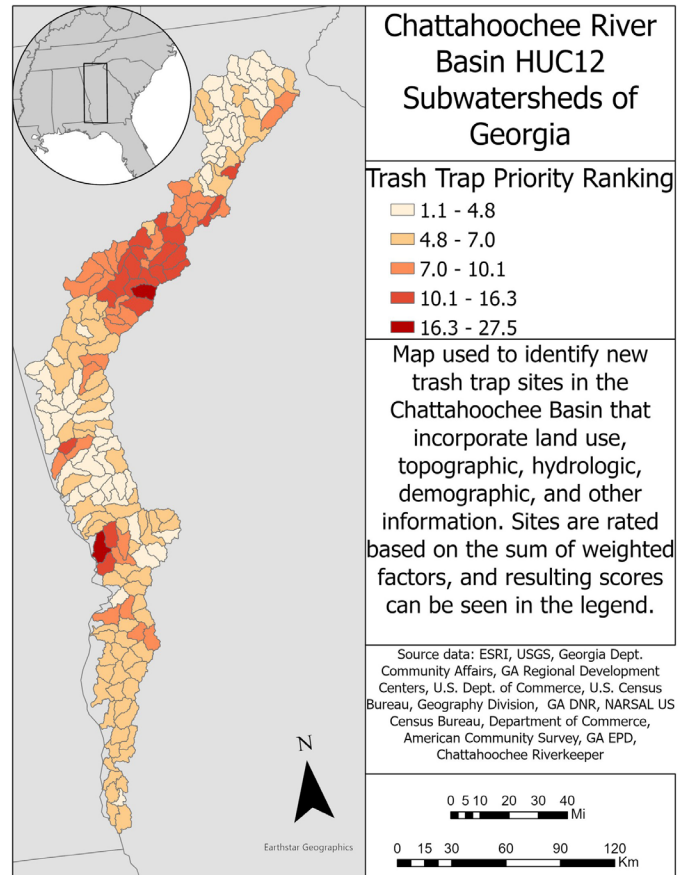 Chattahoochee River
Basin HUC12
Subwatersheds of
Georgia
Trash Trap Priority Ranking
1.1 - 4.8
4.8 - 7.0
7.0 - 10.1
10.1 - 16.3
16.3 - 27.5
Map used to identify new
trash trap sites in the
Chattahoochee Basin that
incorporate land use,
topographic, hydrologic,
demographic, and other
information. Sites are rated
based on the sum of weighted
factors, and resulting scores
can be seen in the legend.
Source data: ESRI, USGS, Georgia Dept.
Community Affairs, GA Regional Development
Centers, U.S. Dept. of Commerce, U.S. Census
Bureau, Geography Division, GA DNR, NARSAL US
Census Bureau, Department of Commerce,
American Community Survey, GA EPD,
Chattahoochee Riverkeeper
N
Earthstar Geographics
0 5 10 20 30 40
Mi
0 15 30 60 90 120
Km